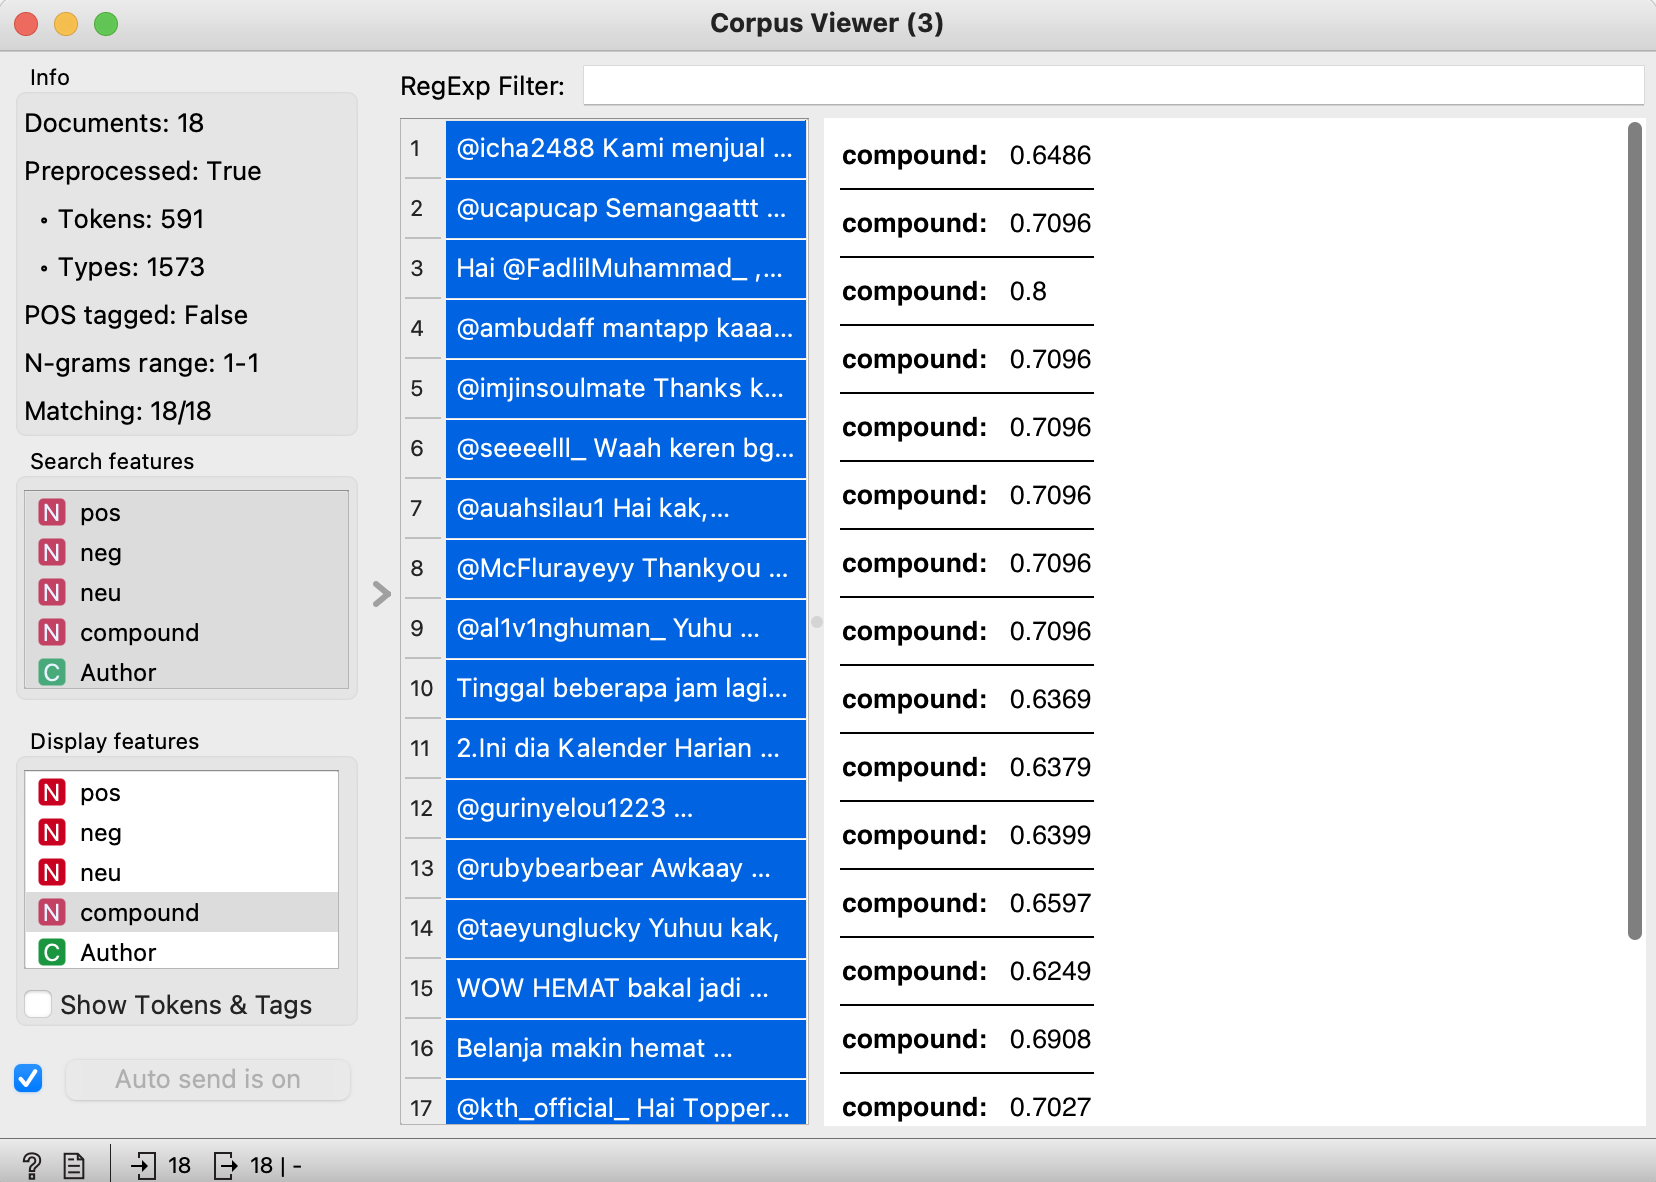 Corpus Viewer (3)
Info
Documents: 18
Preprocessed: True
◦ Tokens: 591
◦ Types: 1573
POS tagged: False
N-grams range: 1-1
Matching: 18/18
Search features
N pos
N neg
N neu
N compound
C Author
Display features
N pos
N neg
N neu
N compound
C Author
Show Tokens & Tags
Auto send is on
RegExp Filter:
1 @icha2488 Kami menjual ...
2 @ucapucap Semangaattt ...
3 Hai @FadlilMuhammad_ ,...
4 @ambudaff mantapp kaaa...
5 @imjinsoulmate Thanks k...
6 @seeeelll_ Waah keren bg...
7 @auahsilau1 Hai kak,...
8 @McFlurayeyy Thankyou ...
9 @al1v1nghuman_ Yuhu ...
10 Tinggal beberapa jam lagi...
11 2.Ini dia Kalender Harian ...
12 @gurinyelou1223 ...
13 @rubybearbear Awkaay ...
14 @taeyunglucky Yuhuu kak,
15 WOW HEMAT bakal jadi ...
16 Belanja makin hemat ...
17 @kth_official_ Hai Topper...
compound: 0.6486
compound: 0.7096
compound: 0.8
compound: 0.7096
compound: 0.7096
compound: 0.7096
compound: 0.7096
compound: 0.7096
compound: 0.6369
compound: 0.6379
compound: 0.6399
compound: 0.6597
compound: 0.6249
compound: 0.6908
compound: 0.7027
? 18 18 | -